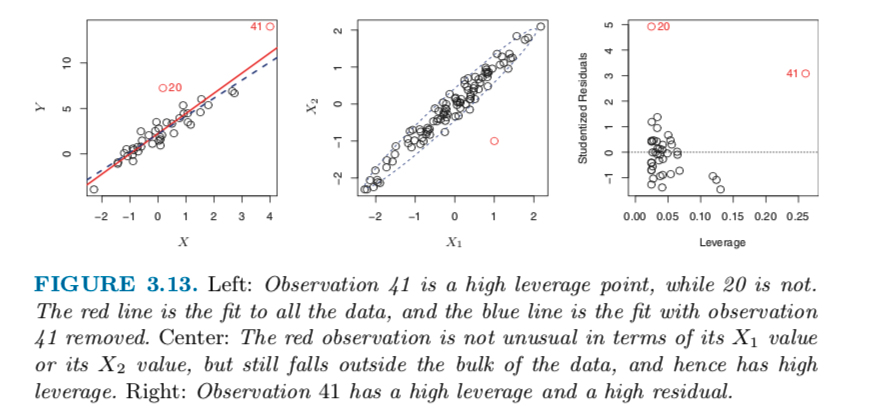 41
20
Y
0
5
10
−2 −1 0 1 2 3 4
X
X2
−2
−1
0
1
2
−2 −1 0 1 2
X1
Studentized Residuals
−1
0
1
2
3
4
5
20
41
0.00 0.05 0.10 0.15 0.20 0.25
Leverage
FIGURE 3.13. Left: Observation 41 is a high leverage point, while 20 is not.
The red line is the fit to all the data, and the blue line is the fit with observation
41 removed. Center: The red observation is not unusual in terms of its X1 value
or its X2 value, but still falls outside the bulk of the data, and hence has high
leverage. Right: Observation 41 has a high leverage and a high residual.